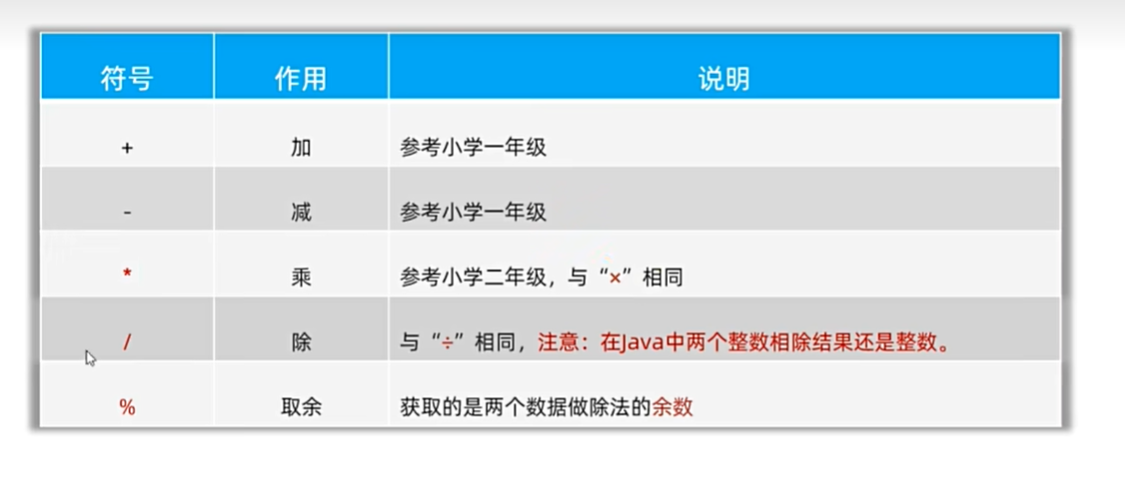 符号 作用 说明
+ 加 参考小学一年级
- 减 参考小学一年级
* 乘 参考小学二年级，与“×”相同
/ 除 与“÷”相同，注意：在Java中两个整数相除结果还是整数。
% 取余 获取的是两个数据做除法的余数